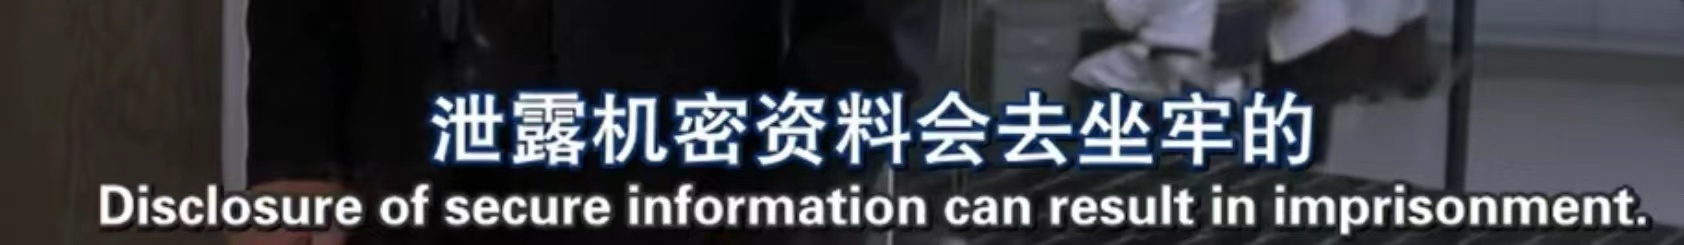 泄露机密资料会去坐牢的
Disclosure of secure information can result in imprisonment.